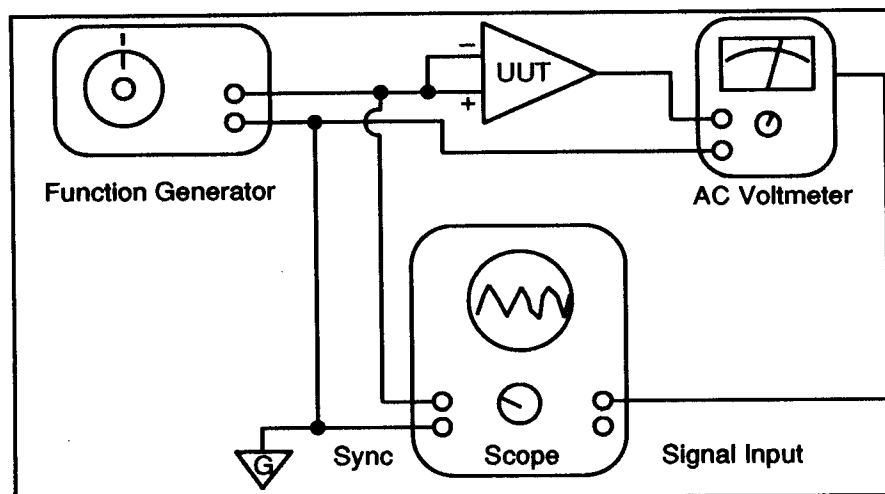 −
UUT
+
Function Generator
AC Voltmeter
G
Sync
Scope
Signal Input